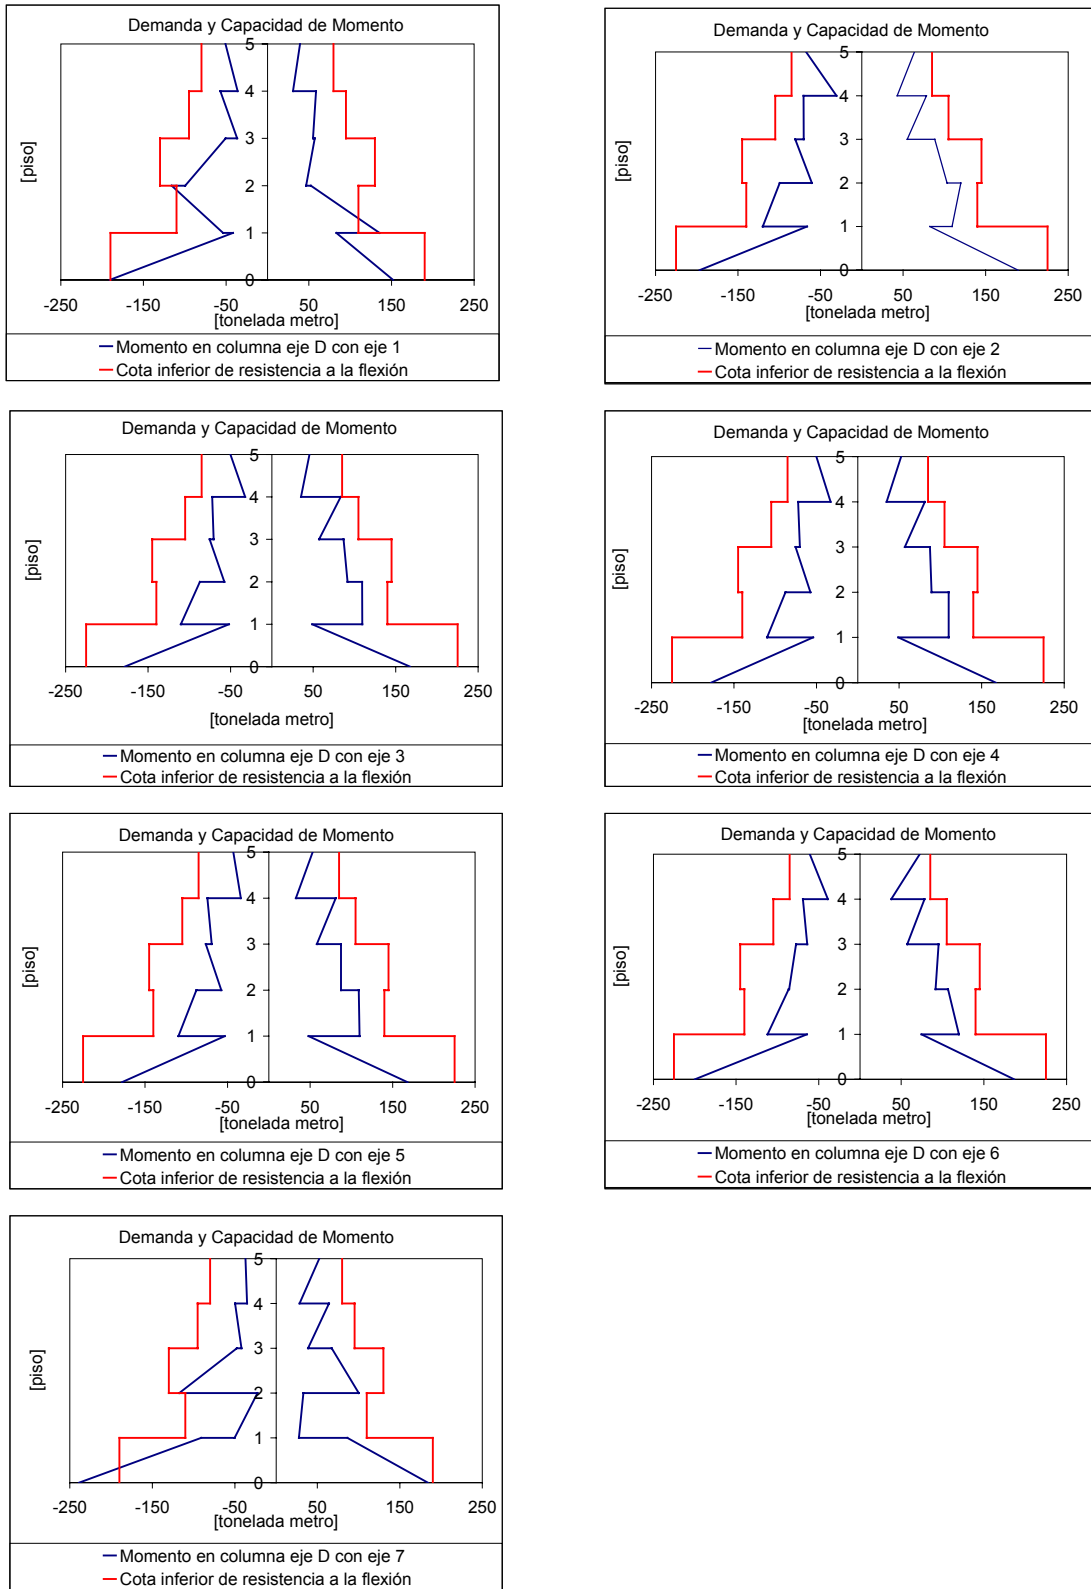 Demanda y Capacidad de Momento
5
4
3
2
1
0
[piso]
-250 -150 -50 50 150 250
[tonelada metro]
Momento en columna eje D con eje 1
Cota inferior de resistencia a la flexión
Demanda y Capacidad de Momento
5
4
3
2
1
0
[piso]
-250 -150 -50 50 150 250
[tonelada metro]
Momento en columna eje D con eje 2
Cota inferior de resistencia a la flexión
Demanda y Capacidad de Momento
5
4
3
2
1
0
[piso]
-250 -150 -50 50 150 250
[tonelada metro]
Momento en columna eje D con eje 3
Cota inferior de resistencia a la flexión
Demanda y Capacidad de Momento
5
4
3
2
1
0
[piso]
-250 -150 -50 50 150 250
[tonelada metro]
Momento en columna eje D con eje 4
Cota inferior de resistencia a la flexión
Demanda y Capacidad de Momento
5
4
3
2
1
0
[piso]
-250 -150 -50 50 150 250
[tonelada metro]
Momento en columna eje D con eje 5
Cota inferior de resistencia a la flexión
Demanda y Capacidad de Momento
5
4
3
2
1
0
[piso]
-250 -150 -50 50 150 250
[tonelada metro]
Momento en columna eje D con eje 6
Cota inferior de resistencia a la flexión
Demanda y Capacidad de Momento
5
4
3
2
1
0
[piso]
-250 -150 -50 50 150 250
[tonelada metro]
Momento en columna eje D con eje 7
Cota inferior de resistencia a la flexión